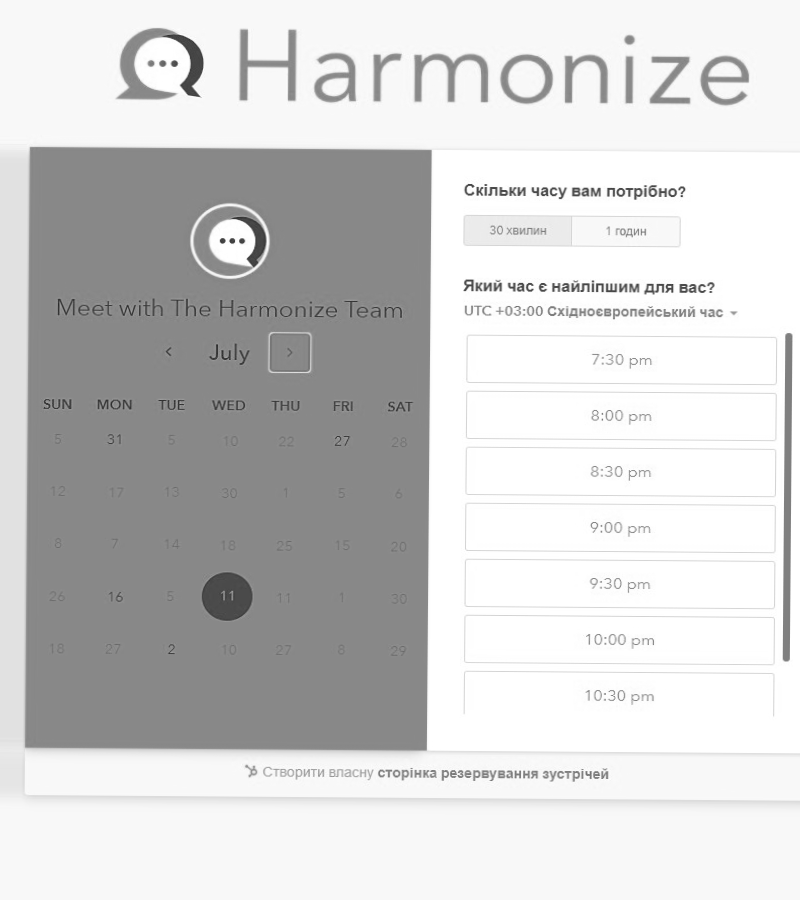 Harmonize
Meet with The Harmonize Team
July
SUN MON TUE WED THU FRI SAT
5 31 5 10 22 27 28
12 17 13 30 1 5 6
8 7 14 18 25 15 20
26 16 5 11 11 1 30
18 27 2 10 27 8 29
Скільки часу вам потрібно?
30 хвилин 1 годин
Який час є найліпшим для вас?
UTC +03:00 Східноєвропейський час
7:30 pm
8:00 pm
8:30 pm
9:00 pm
9:30 pm
10:00 pm
10:30 pm
Створити власну сторінка резервування зустрічей